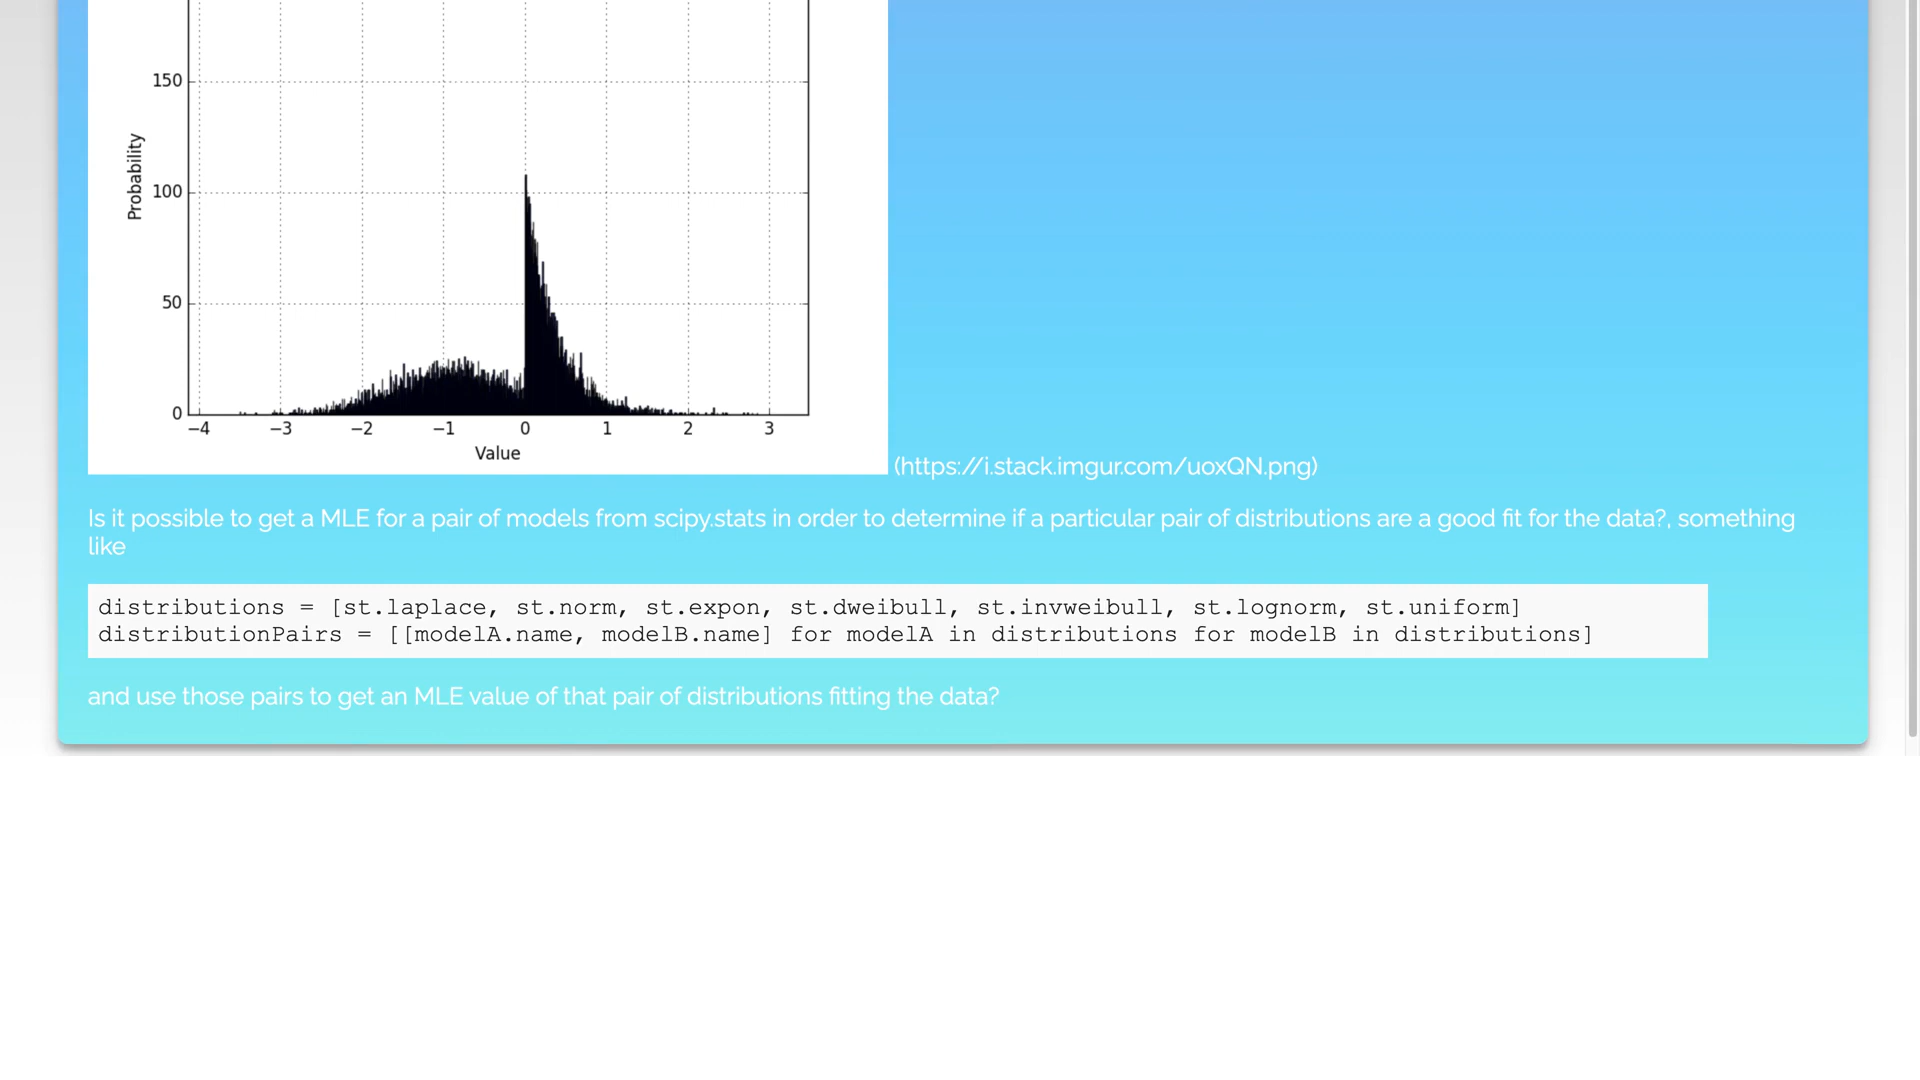 150
100
50
0
Probability
−4 −3 −2 −1 0 1 2 3
Value
(https://i.stack.imgur.com/uoxQN.png)
Is it possible to get a MLE for a pair of models from scipy.stats in order to determine if a particular pair of distributions are a good fit for the data?, something
like
distributions = [st.laplace, st.norm, st.expon, st.dweibull, st.invweibull, st.lognorm, st.uniform]
distributionPairs = [[modelA.name, modelB.name] for modelA in distributions for modelB in distributions]
and use those pairs to get an MLE value of that pair of distributions fitting the data?